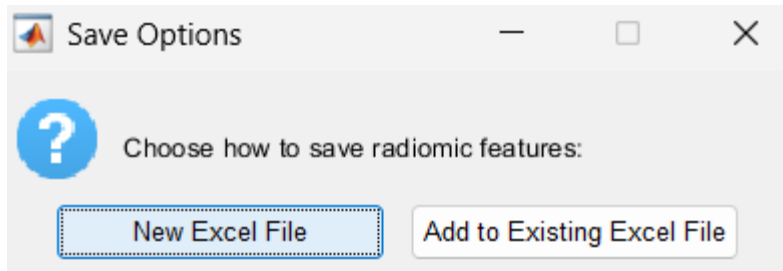 Save Options
Choose how to save radiomic features:
New Excel File
Add to Existing Excel File